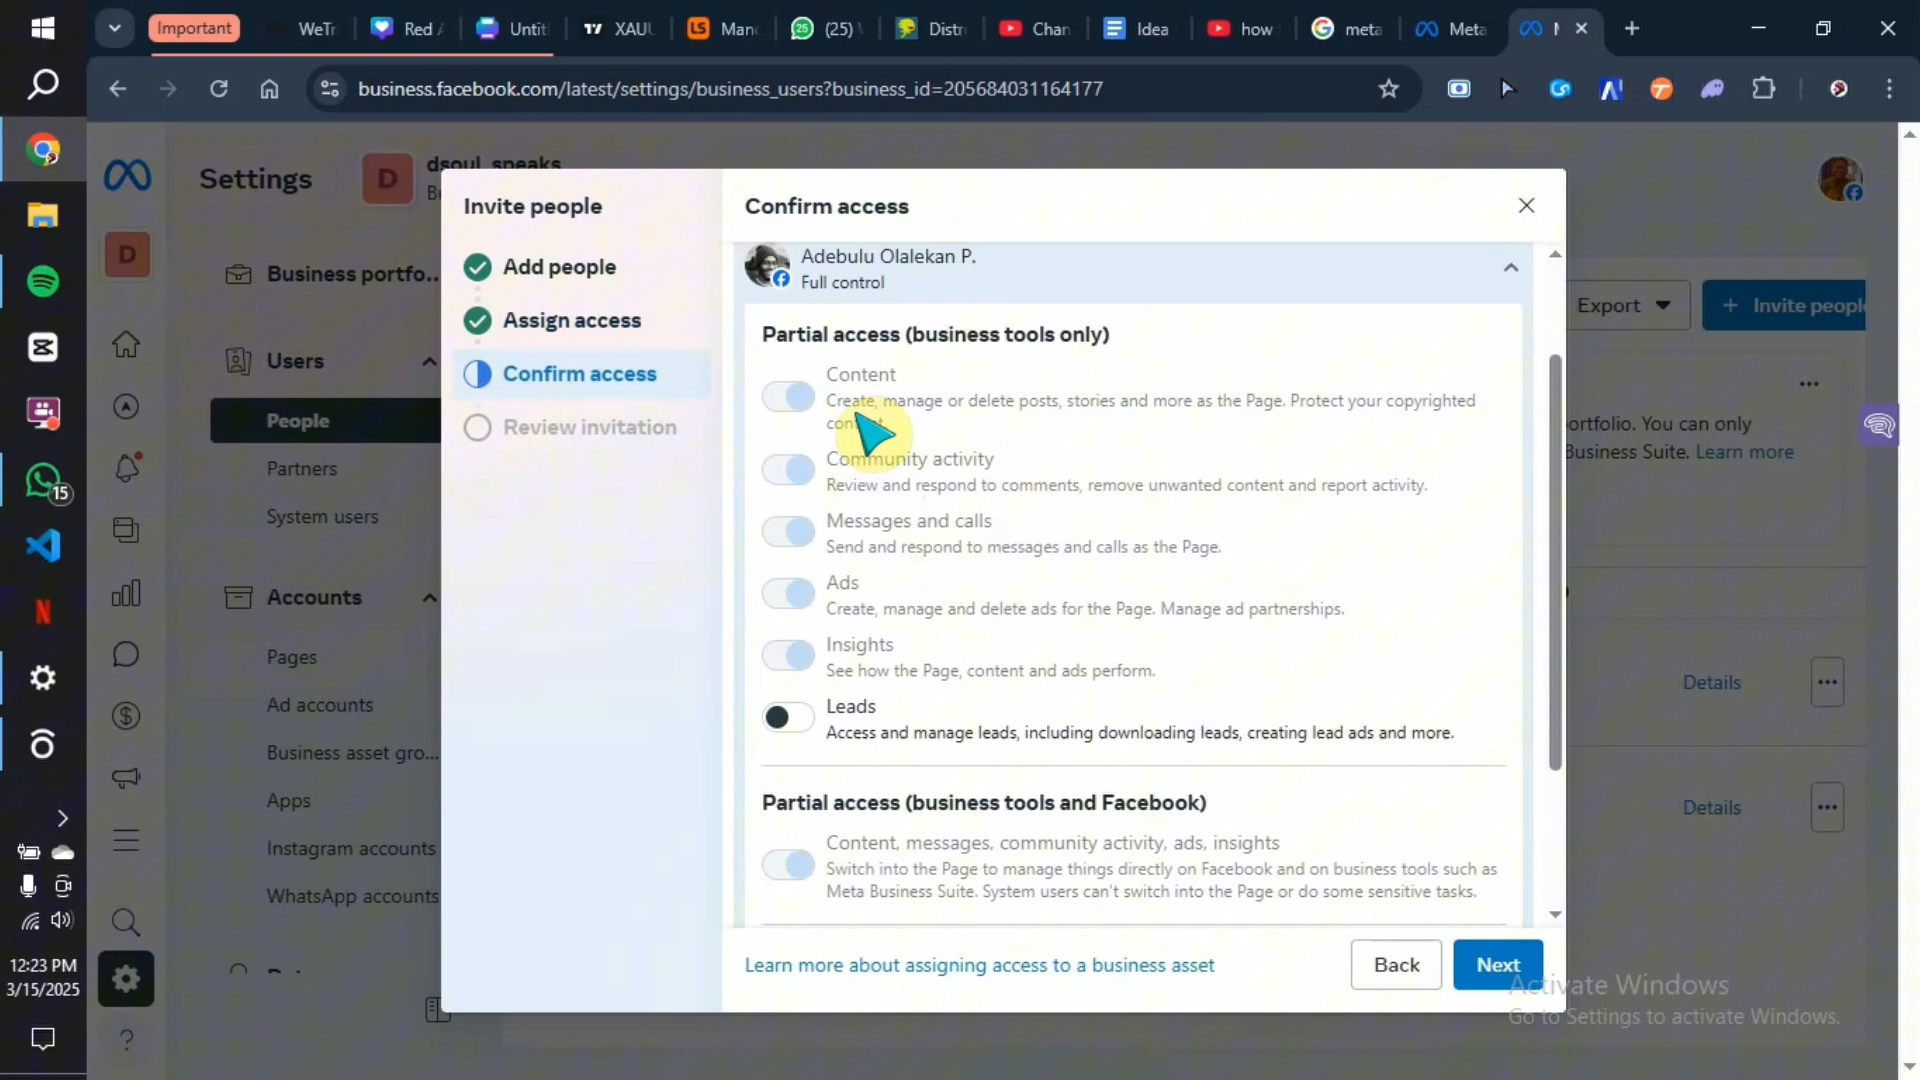 Important
WeTr
Red A
Untit
XAUU
Man
(25)
Distr
Chan
Idea
how
meta
Meta
business.facebook.com/latest/settings/business_users?business_id=205684031164177
Settings
D
dsoul_speaks
D
Business portfo...
Users
People
Partners
System users
Accounts
Pages
Ad accounts
Business asset gro...
Apps
Instagram accounts
WhatsApp accounts
Invite people
Add people
Assign access
Confirm access
Review invitation
Confirm access
Adebulu Olalekan P.
Full control
Partial access (business tools only)
Content
Create, manage or delete posts, stories and more as the Page. Protect your copyrighted
Community activity
Review and respond to comments, remove unwanted content and report activity.
Messages and calls
Send and respond to messages and calls as the Page.
Ads
Create, manage and delete ads for the Page. Manage ad partnerships.
Insights
See how the Page, content and ads perform.
Leads
Access and manage leads, including downloading leads, creating lead ads and more.
Partial access (business tools and Facebook)
Content, messages, community activity, ads, insights
Switch into the Page to manage things directly on Facebook and on business tools such as
Meta Business Suite. System users can't switch into the Page or do some sensitive tasks.
Learn more about assigning access to a business asset
Back
Next
Export
+ Invite people
ortfolio. You can only
Business Suite. Learn more
Details
Details
Activate Windows
Go to Settings to activate Windows.
15
12:23 PM
3/15/2025